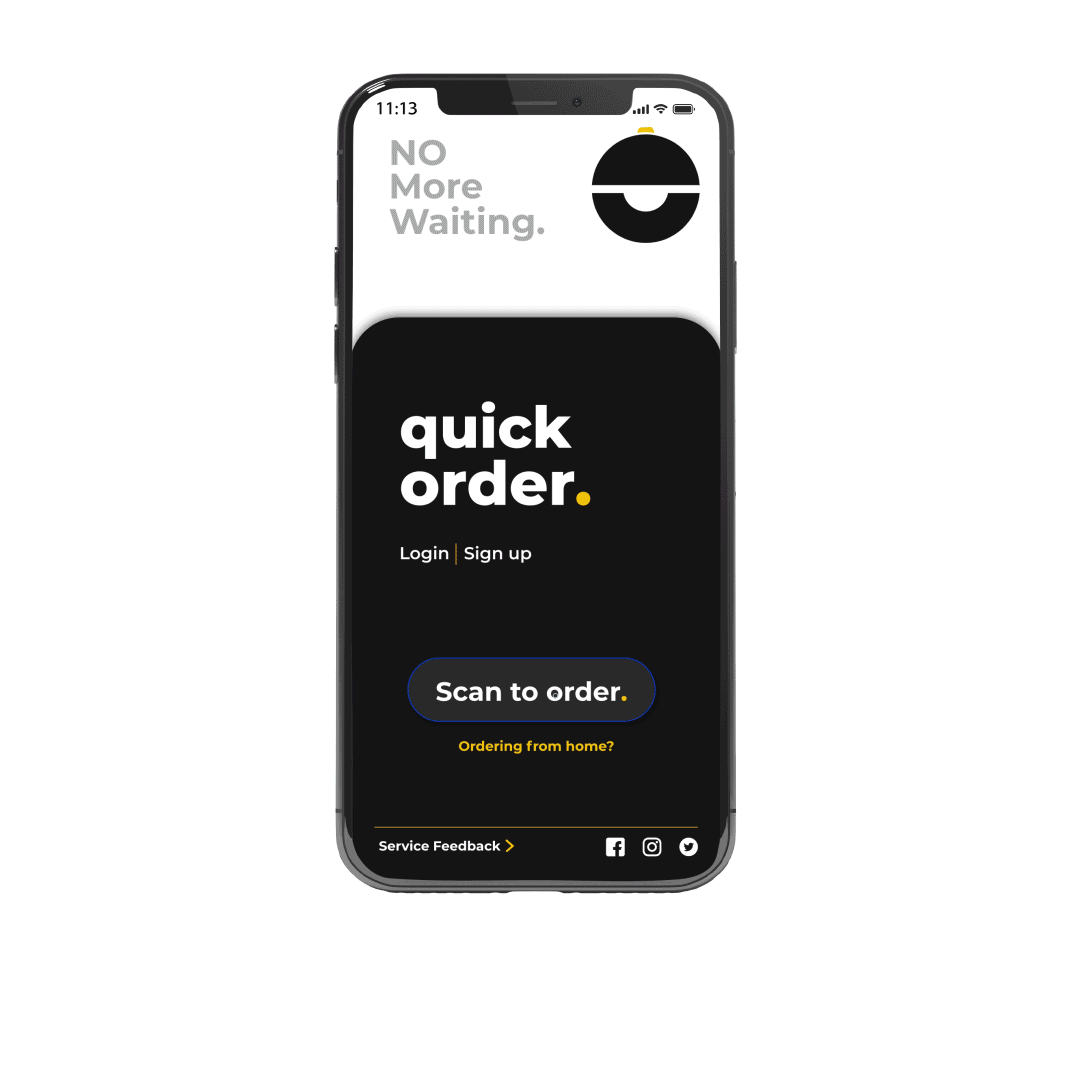 11:13
NO
More
Waiting.
quick
order.
Login | Sign up
Scan to order.
Ordering from home?
Service Feedback >